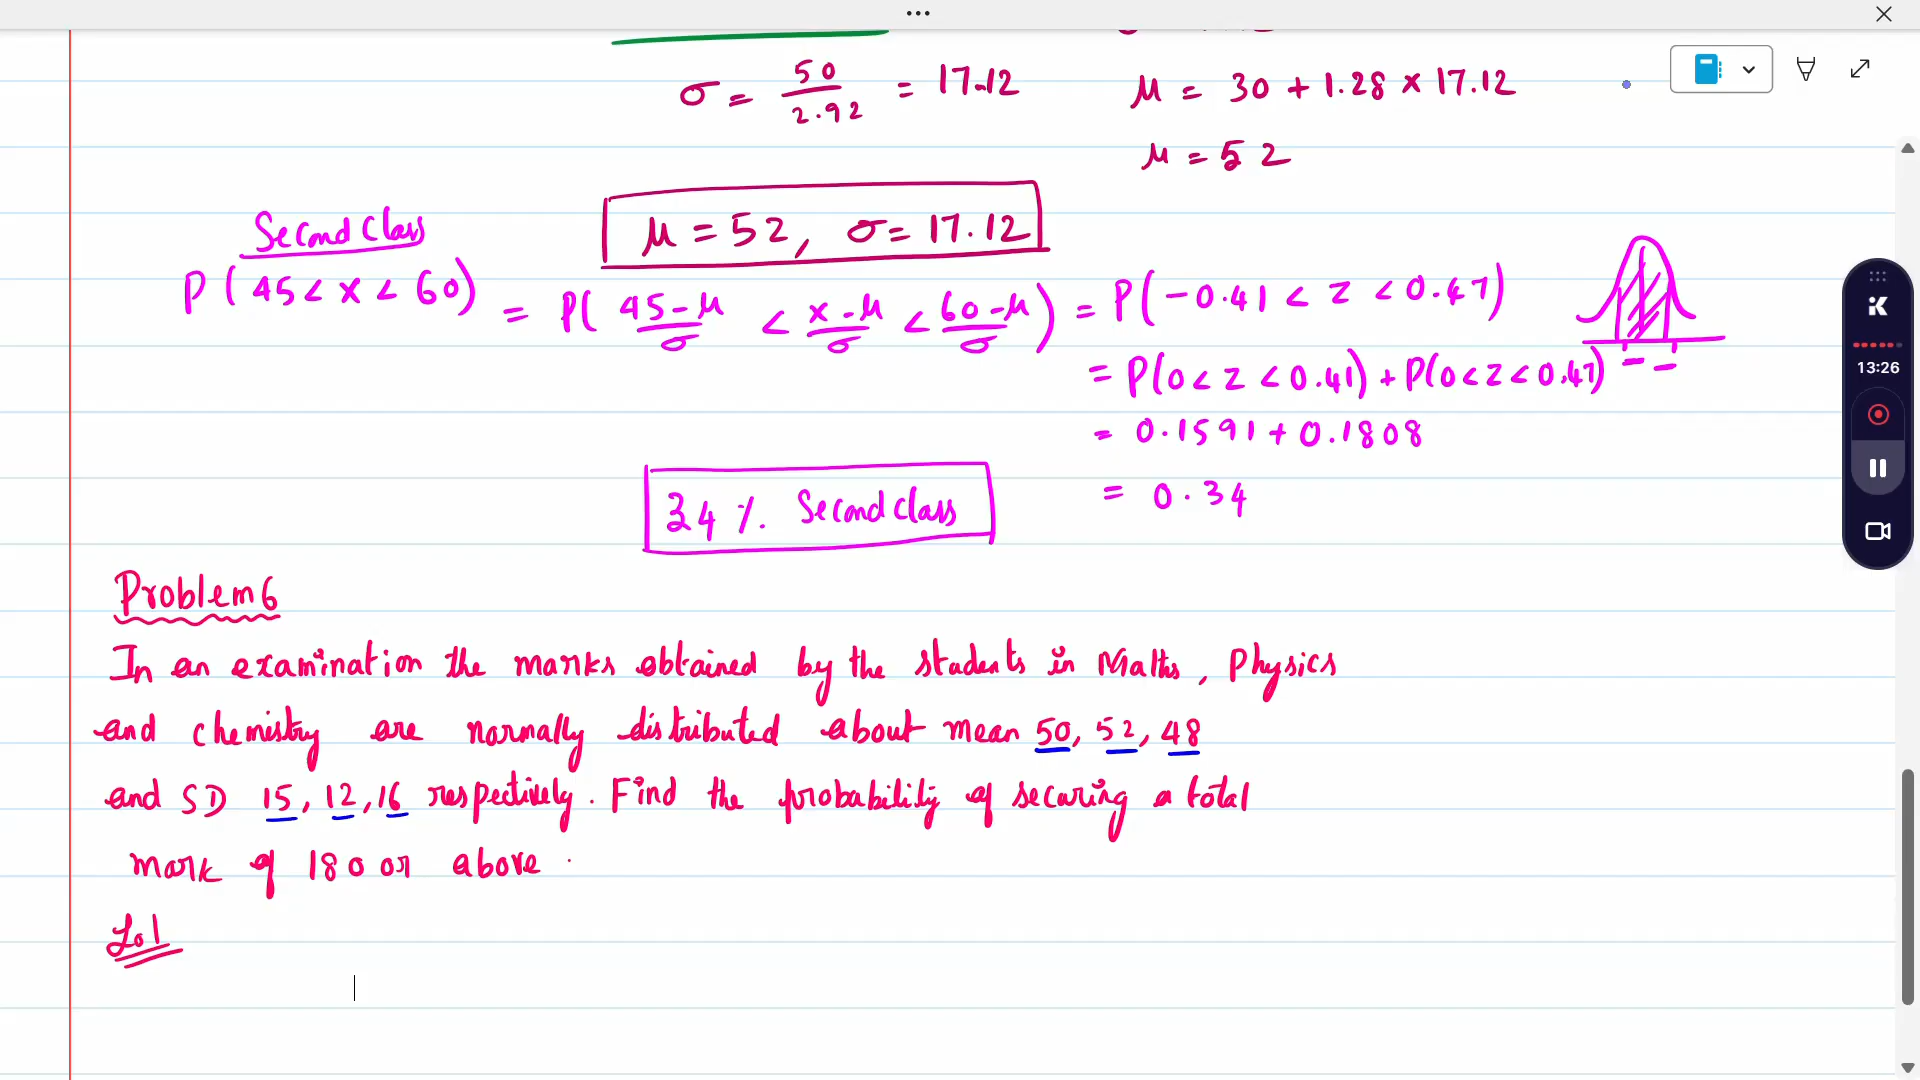 σ = 50/2.92 = 17.12
μ = 30 + 1.28 × 17.12
μ = 52
Second Class
μ = 52, σ = 17.12
P(45 < x < 60) = P( (45-μ)/σ < (x-μ)/σ < (60-μ)/σ ) = P(-0.41 < z < 0.47)
= P(0 < z < 0.41) + P(0 < z < 0.47)
= 0.1591 + 0.1808
34 %. Second class
= 0.34
Problem 6
In an examination the marks obtained by the students in Maths, Physics
and chemistry are normally distributed about mean 50, 52, 48
and SD 15, 12, 16 respectively. Find the probability of securing a total
mark of 180 or above.
Sol
13:26